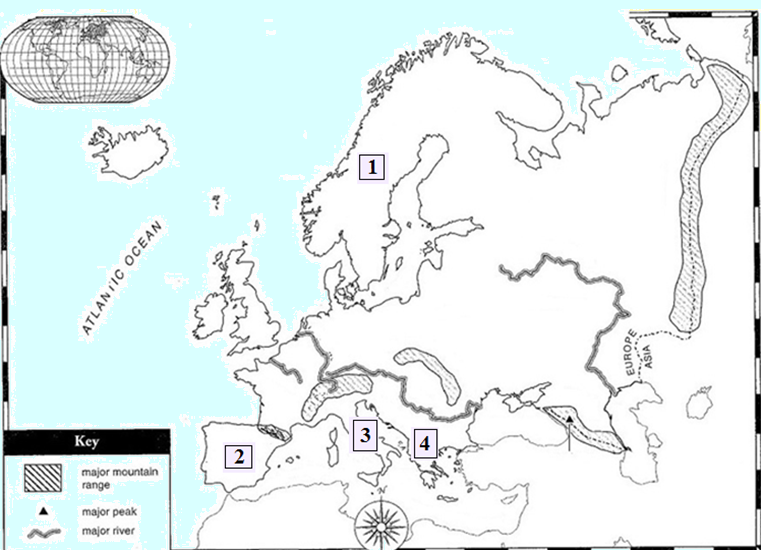 1
ATLANTIC OCEAN
EUROPE
ASIA
Key
major mountain
range
major peak
major river
2
3
4
N